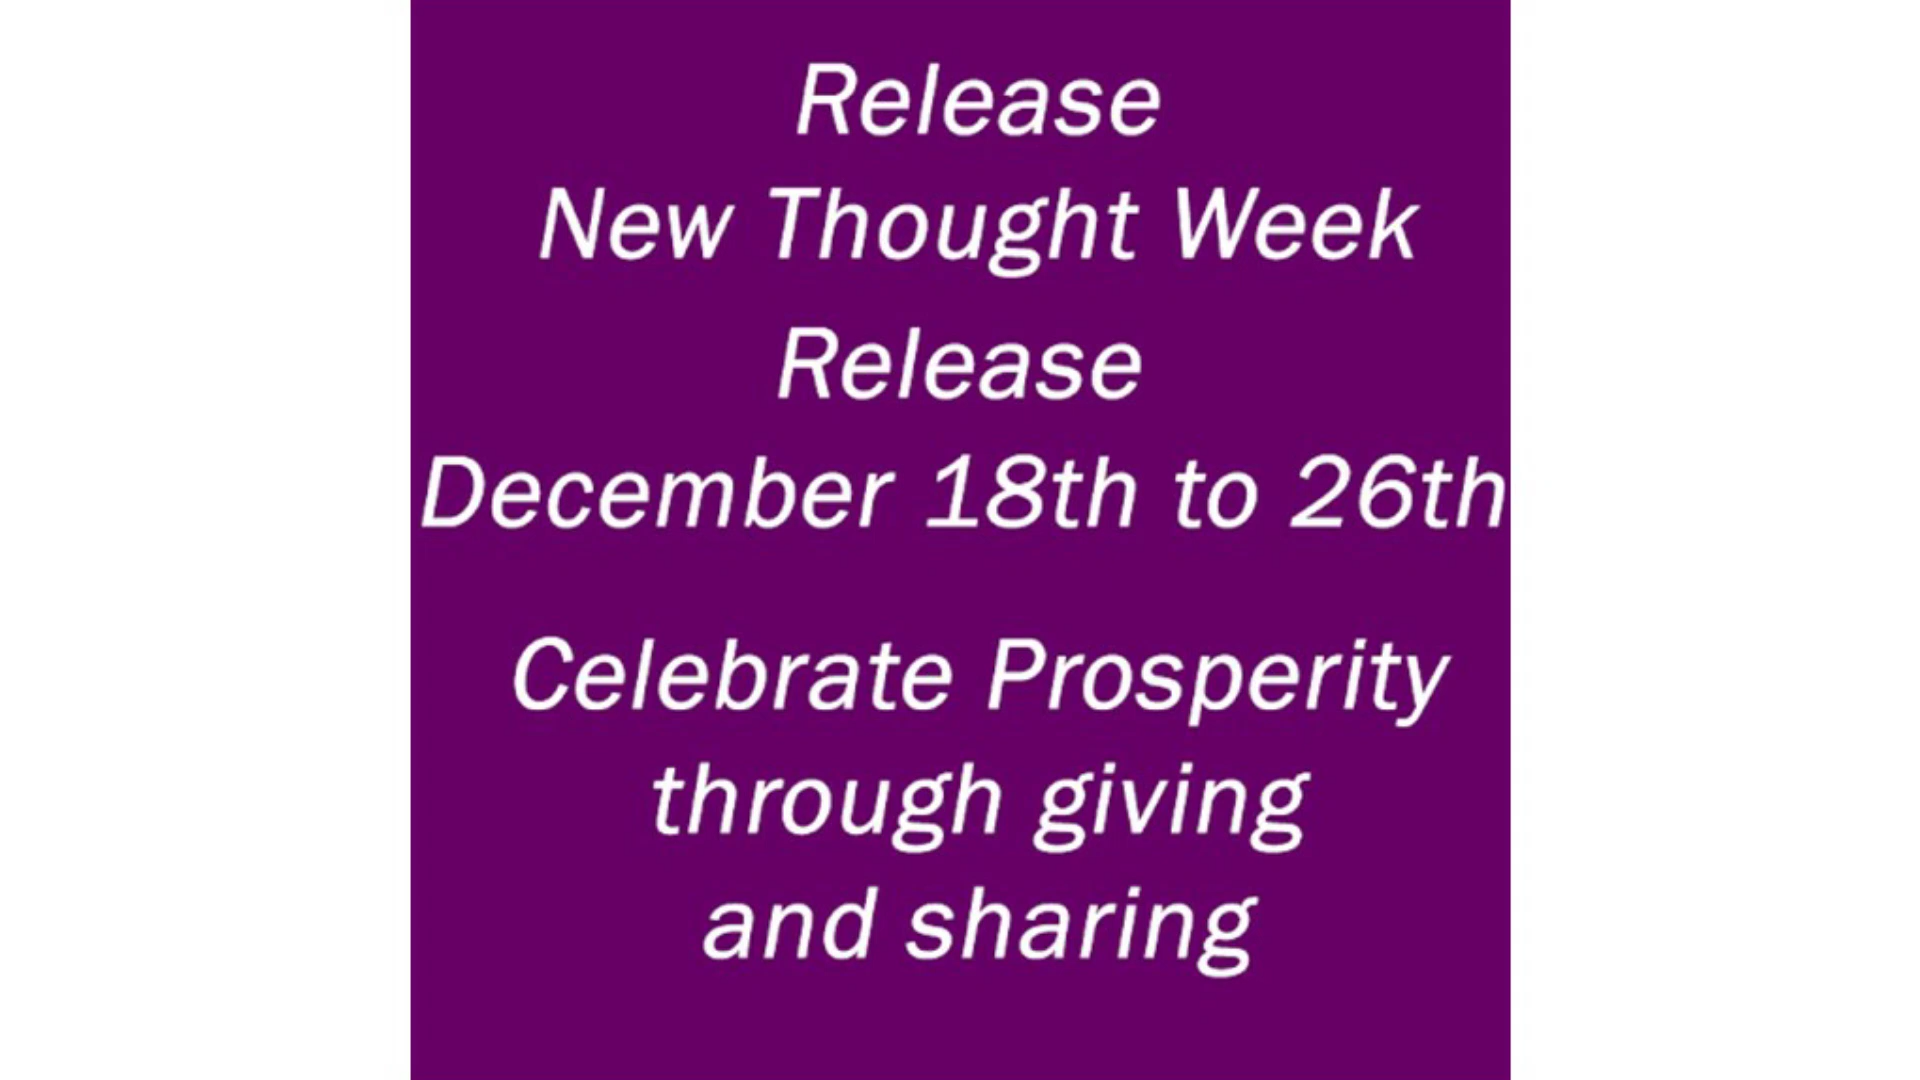 Release
New Thought Week
Release
December 18th to 26th
Celebrate Prosperity
through giving
and sharing